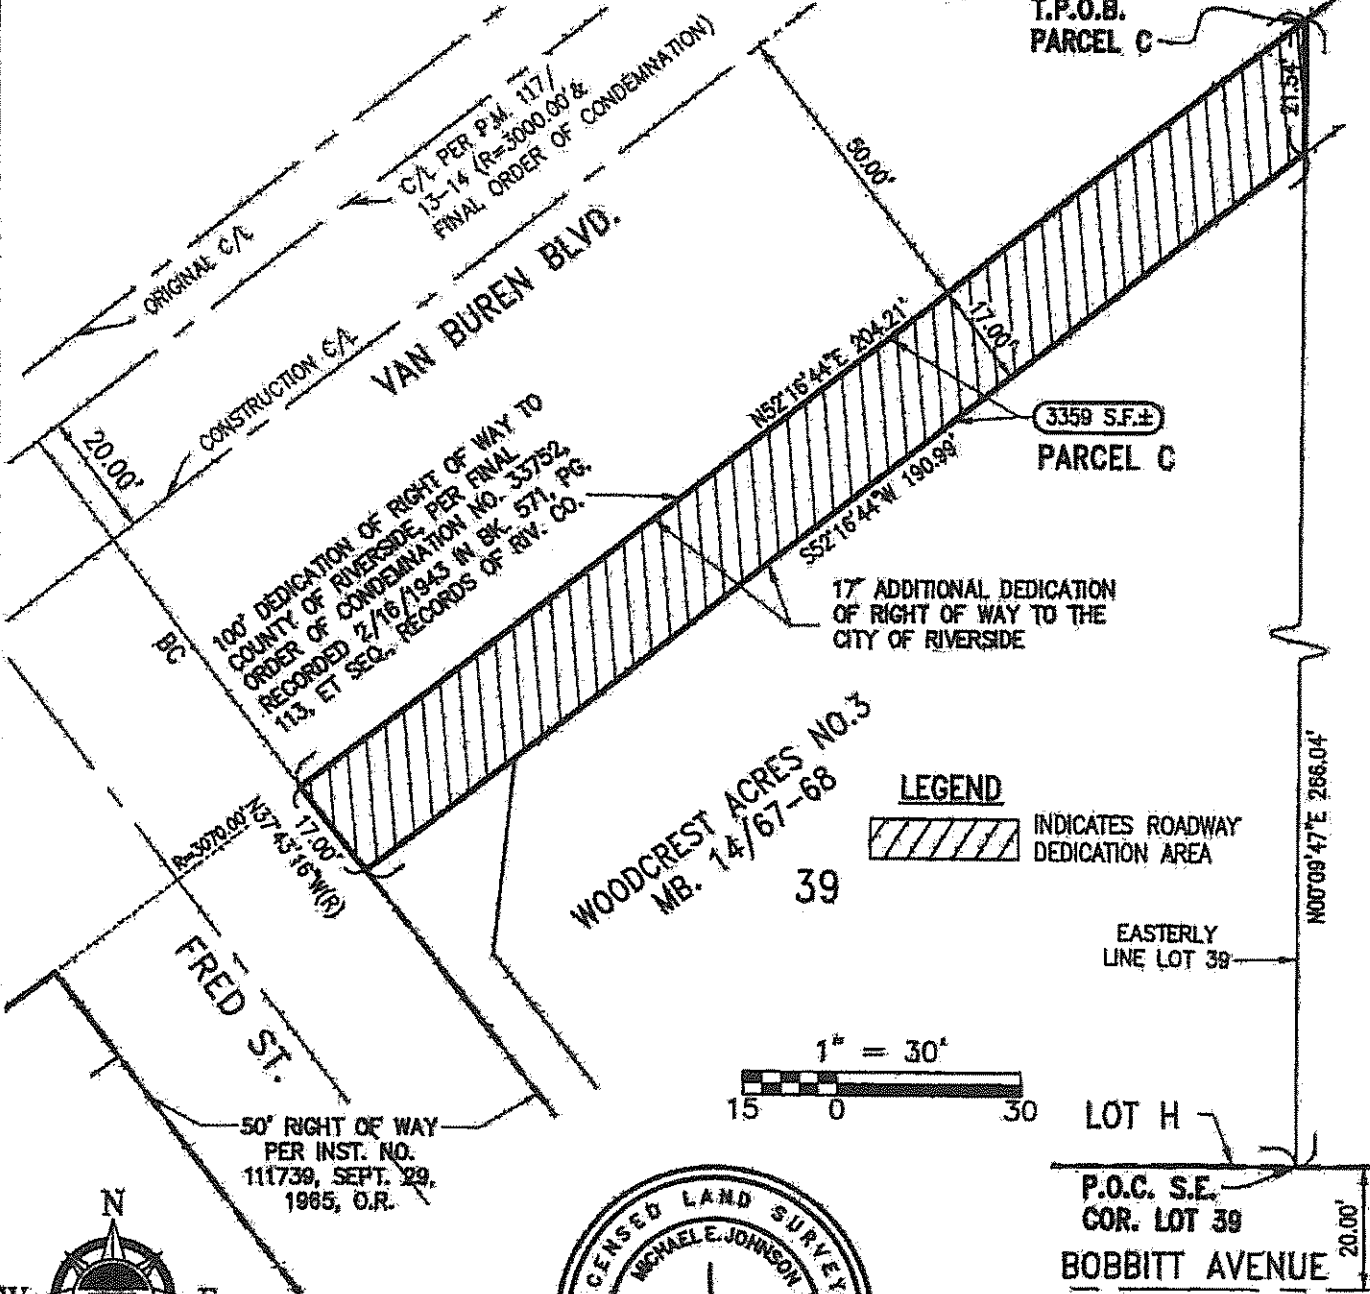 T.P.O.B.
PARCEL C
21.54'
C/L PER P.M. 117/
13-14 (R=3000.00' &
FINAL ORDER OF CONDEMNATION)
50.00'
ORIGINAL C/L
VAN BUREN BLVD.
CONSTRUCTION C/L
20.00'
N52°16'44"E 204.21'
17.00'
3359 S.F.±
PARCEL C
S52°16'44"W 190.99'
100' DEDICATION OF RIGHT OF WAY TO
COUNTY OF RIVERSIDE, PER FINAL
ORDER OF CONDEMNATION NO. 33752,
RECORDED 2/16/1943 IN BK. 571, PG.
113, ET SEQ., RECORDS OF RIV. CO.
17' ADDITIONAL DEDICATION
OF RIGHT OF WAY TO THE
CITY OF RIVERSIDE
BC
R=3070.00'
N37°43'16"W(R)
17.00'
WOODCREST ACRES NO.3
MB. 14/67-68
39
LEGEND
INDICATES ROADWAY
DEDICATION AREA
N00°09'47"E 266.04'
EASTERLY
LINE LOT 39
FRED ST.
1" = 30'
15 0 30
50' RIGHT OF WAY
PER INST. NO.
111739, SEPT. 29,
1965, O.R.
LOT H
P.O.C. S.E.
COR. LOT 39
20.00'
BOBBITT AVENUE
N
CENSED LAND SURVEY
MICHAEL E. JOHNSON